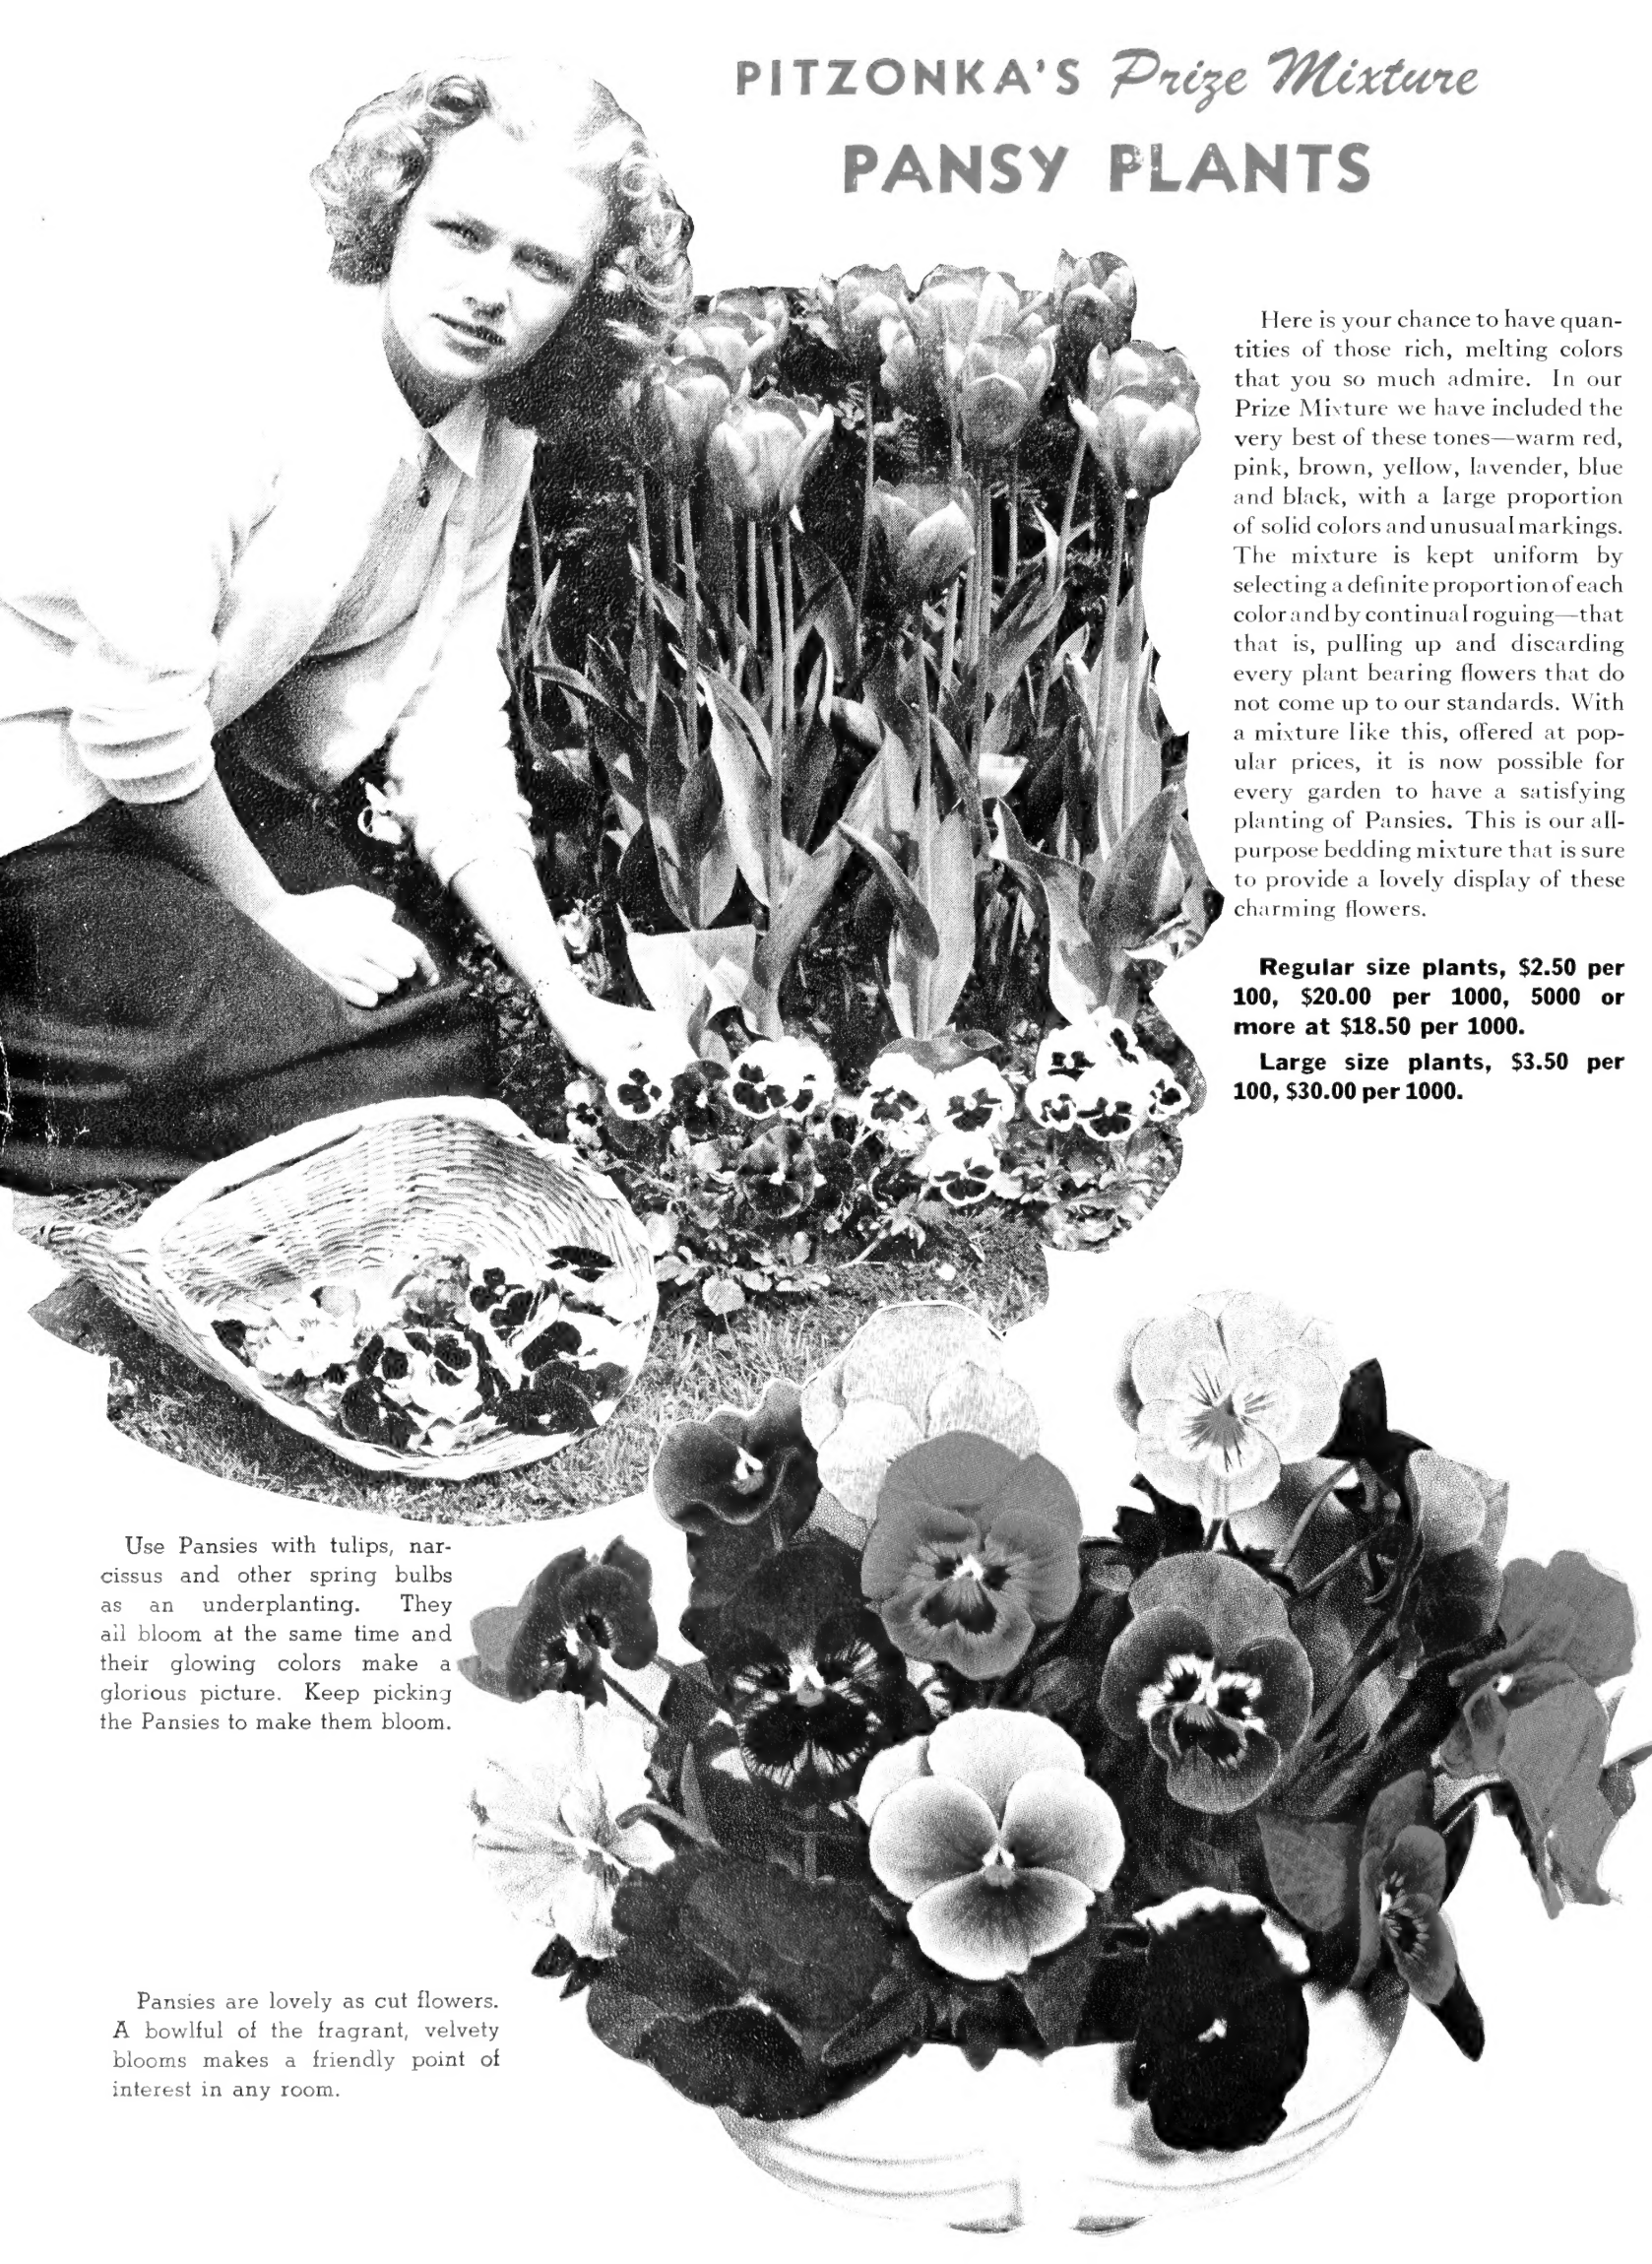 PITZONKA'S Prize Mixture
PANSY PLANTS
Here is your chance to have quan-
tities of those rich, melting colors
that you so much admire. In our
Prize Mixture we have included the
very best of these tones—warm red,
pink, brown, yellow, lavender, blue
and black, with a large proportion
of solid colors and unusual markings.
The mixture is kept uniform by
selecting a definite proportion of each
color and by continual roguing—that
that is, pulling up and discarding
every plant bearing flowers that do
not come up to our standards. With
a mixture like this, offered at pop-
ular prices, it is now possible for
every garden to have a satisfying
planting of Pansies. This is our all-
purpose bedding mixture that is sure
to provide a lovely display of these
charming flowers.
Regular size plants, $2.50 per
100, $20.00 per 1000, 5000 or
more at $18.50 per 1000.
Large size plants, $3.50 per
100, $30.00 per 1000.
Use Pansies with tulips, nar-
cissus and other spring bulbs
as an underplanting. They
all bloom at the same time and
their glowing colors make a
glorious picture. Keep picking
the Pansies to make them bloom.
Pansies are lovely as cut flowers.
A bowlful of the fragrant, velvety
blooms makes a friendly point of
interest in any room.